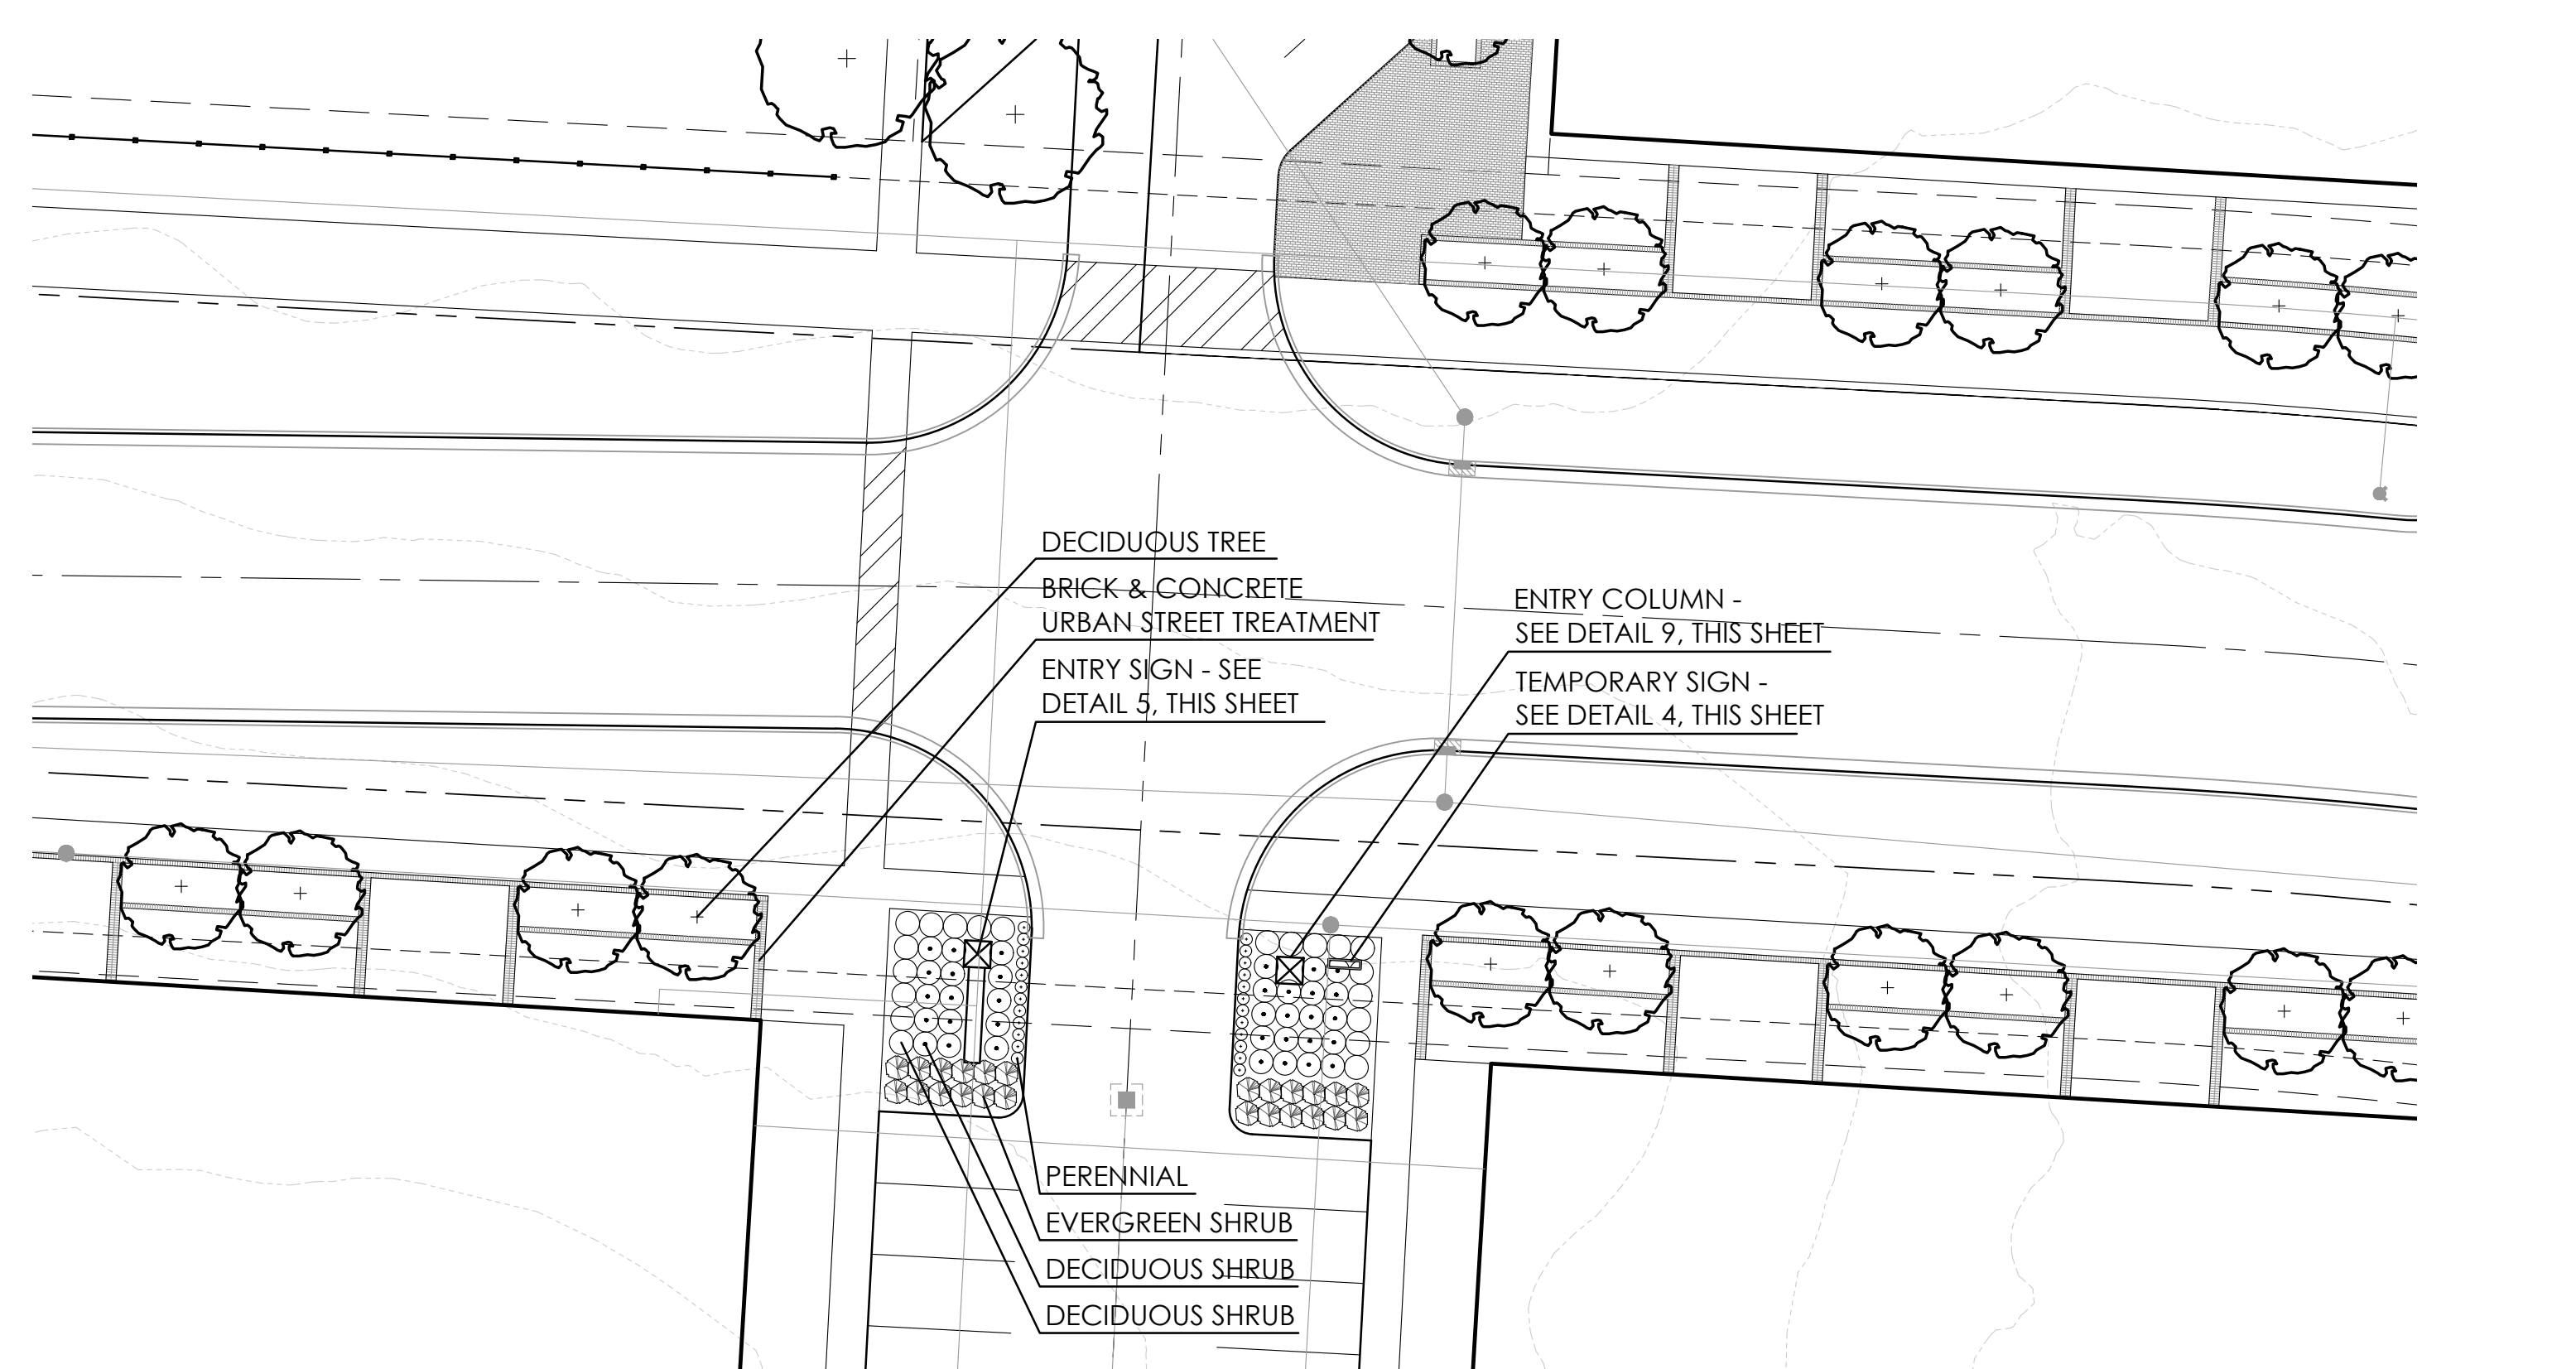 DECIDUOUS TREE
BRICK & CONCRETE
URBAN STREET TREATMENT
ENTRY SIGN - SEE
DETAIL 5, THIS SHEET
ENTRY COLUMN -
SEE DETAIL 9, THIS SHEET
TEMPORARY SIGN -
SEE DETAIL 4, THIS SHEET
PERENNIAL
EVERGREEN SHRUB
DECIDUOUS SHRUB
DECIDUOUS SHRUB